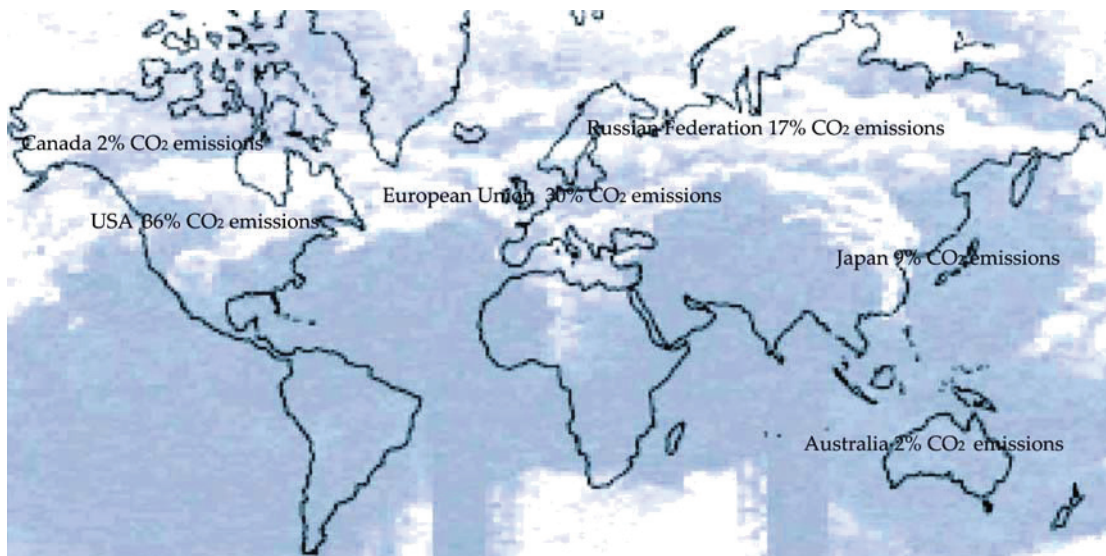 Russian Federation 17% CO₂ emissions
Canada 2% CO₂ emissions
European Union 30% CO₂ emissions
USA 36% CO₂ emissions
Japan 9% CO₂ emissions
Australia 2% CO₂ emissions